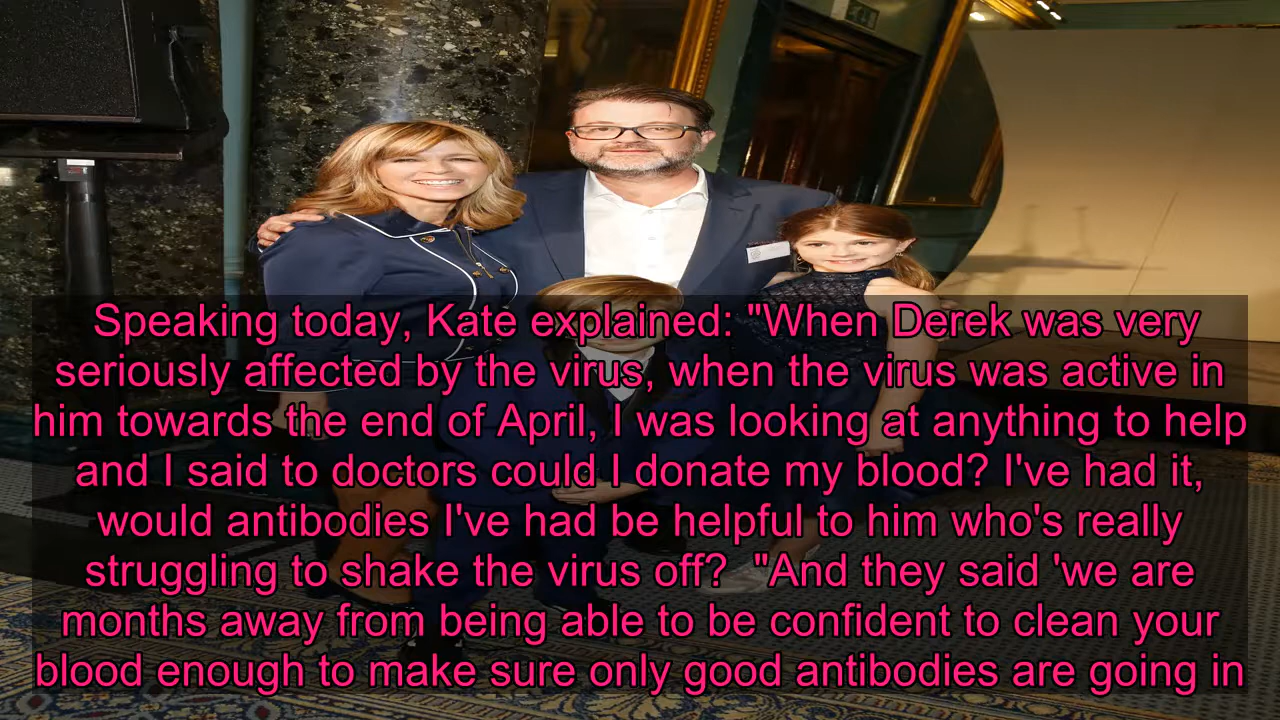 Speaking today, Kate explained: "When Derek was very
seriously affected by the virus, when the virus was active in
him towards the end of April, I was looking at anything to help
and I said to doctors could I donate my blood? I've had it,
would antibodies I've had be helpful to him who's really
struggling to shake the virus off?  "And they said 'we are
months away from being able to be confident to clean your
blood enough to make sure only good antibodies are going in